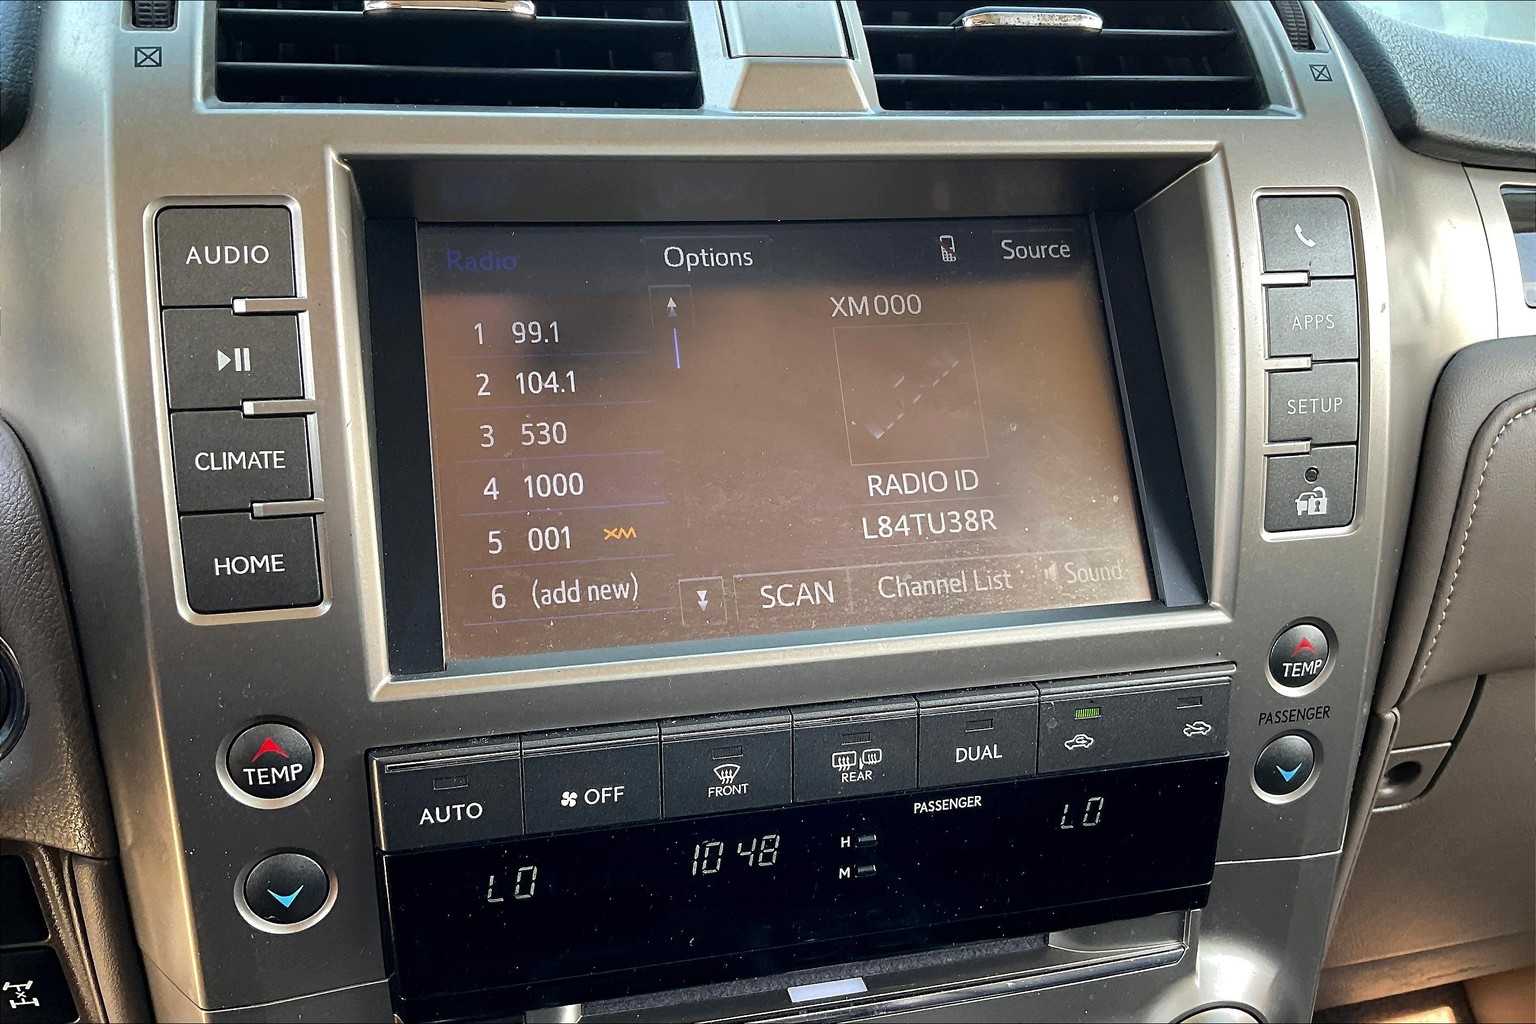 AUDIO
CLIMATE
HOME
Radio
Options
Source
1 99.1
2 104.1
3 530
4 1000
5 001 XM
6 (add new)
XM000
RADIO ID
L84TU38R
SCAN
Channel List
Sound
APPS
SETUP
TEMP
TEMP
PASSENGER
AUTO
OFF
FRONT
REAR
DUAL
PASSENGER
LO
10 48
H
M
LO